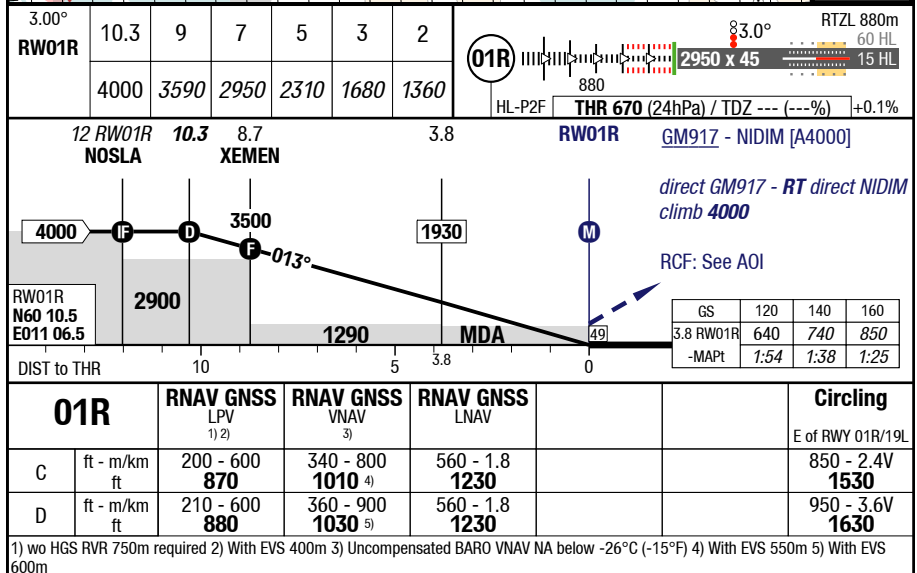 3.00°
RW01R
10.3 9 7 5 3 2
4000 3590 2950 2310 1680 1360
01R
3.0°
RTZL 880m
60 HL
2950 x 45
15 HL
880
HL-P2F
THR 670 (24hPa) / TDZ --- (---%)
+0.1%
12 RW01R 10.3 8.7 3.8 RW01R
NOSLA XEMEN
GM917 - NIDIM [A4000]
direct GM917 - RT direct NIDIM
climb 4000
4000 IF D 3500 F 013° 1930 M
RCF: See AOI
RW01R
N60 10.5
E011 06.5
2900
1290 MDA 49
GS 120 140 160
3.8 RW01R 640 740 850
-MAPt 1:54 1:38 1:25
DIST to THR 10 5 3.8 0
01R
RNAV GNSS RNAV GNSS RNAV GNSS Circling
LPV VNAV LNAV
1) 2) 3) E of RWY 01R/19L
C ft - m/km 200 - 600 340 - 800 560 - 1.8 850 - 2.4V
ft 870 1010 4) 1230 1530
D ft - m/km 210 - 600 360 - 900 560 - 1.8 950 - 3.6V
ft 880 1030 5) 1230 1630
1) wo HGS RVR 750m required 2) With EVS 400m 3) Uncompensated BARO VNAV NA below -26°C (-15°F) 4) With EVS 550m 5) With EVS
600m